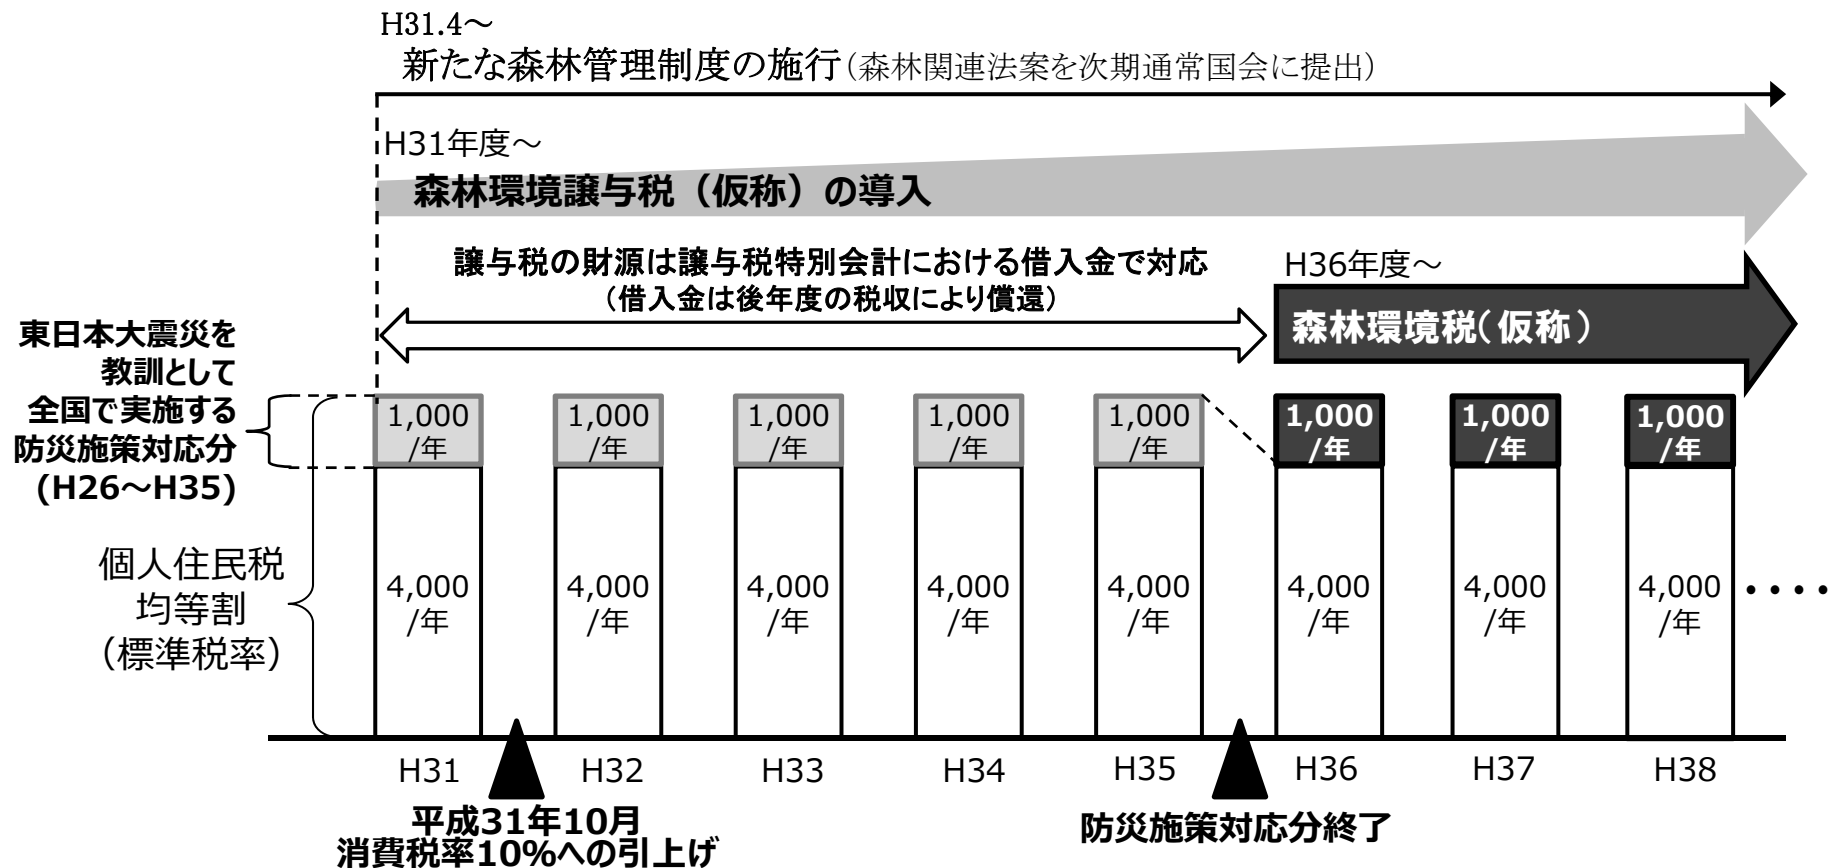 H31.4～
新たな森林管理制度の施行（森林関連法案を次期通常国会に提出）
H31年度～
森林環境譲与税（仮称）の導入
譲与税の財源は譲与税特別会計における借入金で対応
（借入金は後年度の税収により償還）
H36年度～
森林環境税（仮称）
東日本大震災を
教訓として
全国で実施する
防災施策対応分
(H26～H35)
1,000
/年
1,000
/年
1,000
/年
1,000
/年
1,000
/年
1,000
/年
1,000
/年
1,000
/年
個人住民税
均等割
（標準税率）
4,000
/年
4,000
/年
4,000
/年
4,000
/年
4,000
/年
4,000
/年
4,000
/年
4,000
/年
・・・・
H31
H32
H33
H34
H35
H36
H37
H38
平成31年10月
消費税率10%への引上げ
防災施策対応分終了